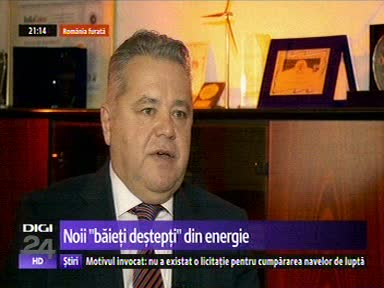 21:14
România furată
Noii "băieți deștepți" din energie
DIGI
24
HD
Știri
Motivul invocat: nu a existat o licitație pentru cumpărarea navelor de luptă